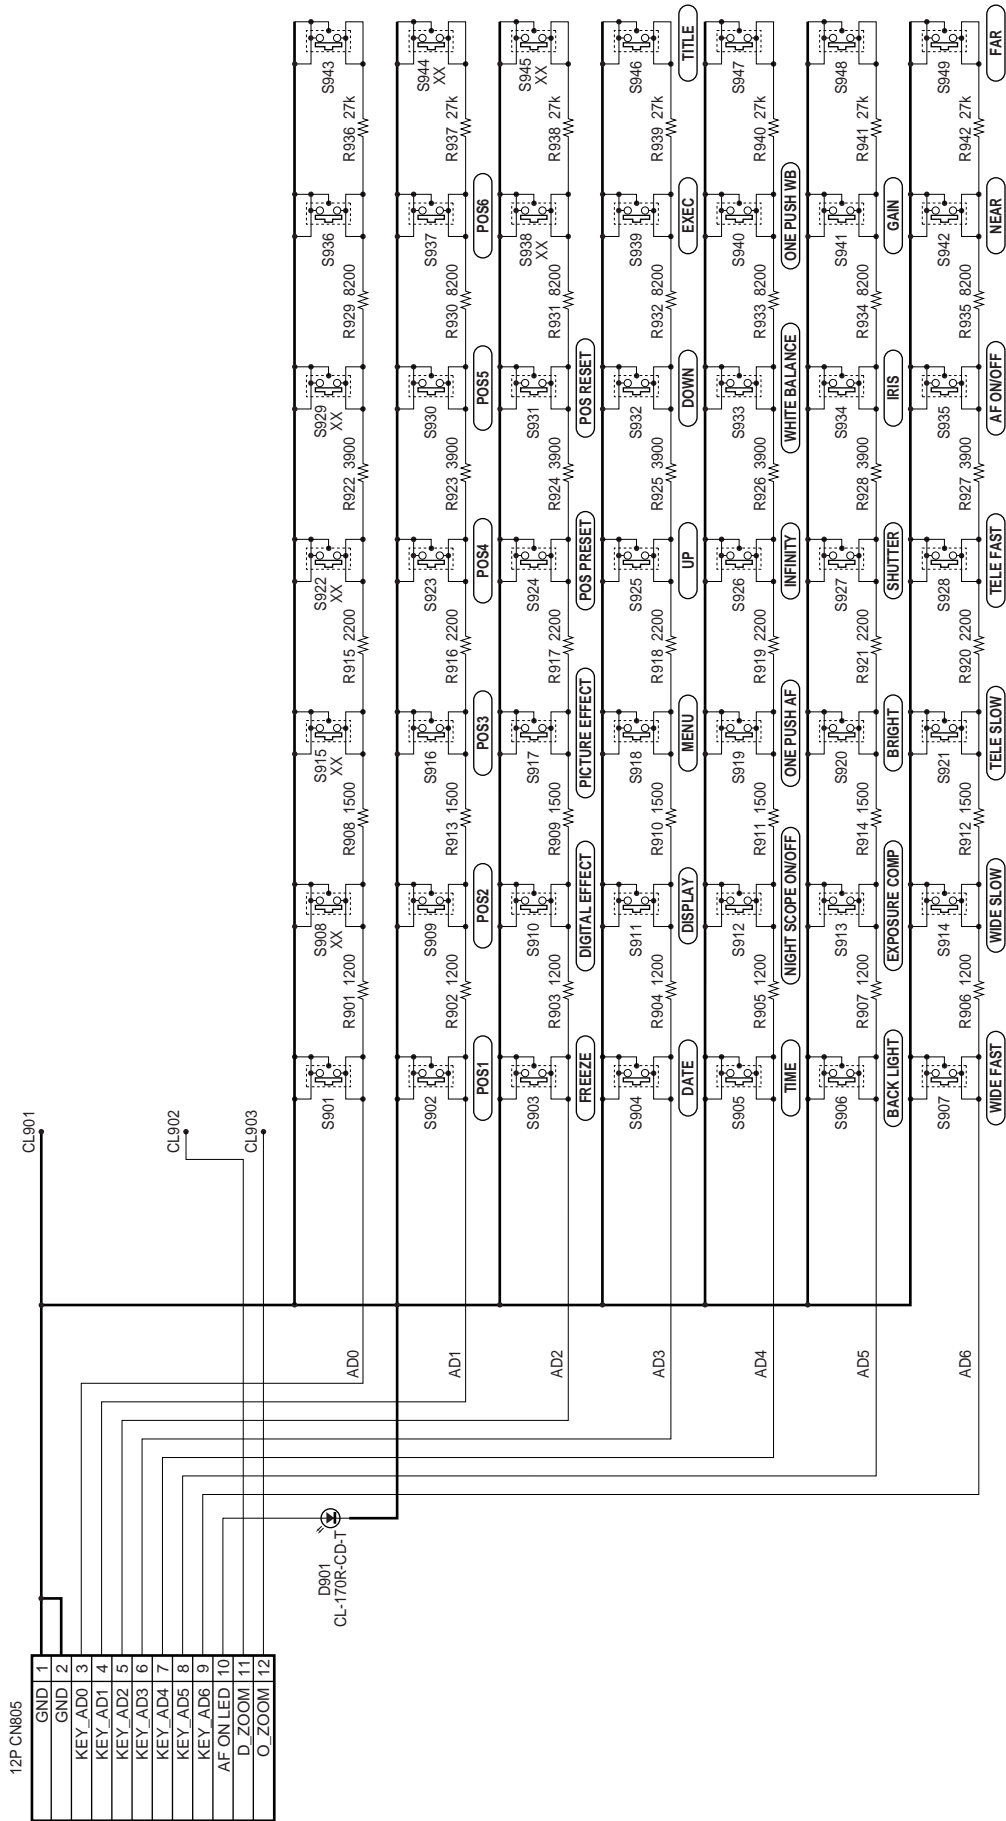 12P CN805
GND 1
GND 2
KEY_AD0 3
KEY_AD1 4
KEY_AD2 5
KEY_AD3 6
KEY_AD4 7
KEY_AD5 8
KEY_AD6 9
AF ON LED 10
D_ZOOM 11
O_ZOOM 12
CL901
CL902
CL903
D901
CL-170R-CD-T
AD0
S901
R901 1200
S908
XX
R908 1500
S915
XX
R915 2200
S922
XX
R922 3900
S929
XX
R929 8200
S936
R936 27k
S943
AD1
S902
R902 1200
S909
R913 1500
S916
R916 2200
S923
R923 3900
S930
R930 8200
S937
R937 27k
S944
XX
POS1
POS2
POS3
POS4
POS5
POS6
AD2
S903
R903 1200
S910
R909 1500
S917
R917 2200
S924
R924 3900
S931
R931 8200
S938
XX
R938 27k
S945
XX
FREEZE
DIGITAL EFFECT
PICTURE EFFECT
POS PRESET
POS RESET
AD3
S904
R904 1200
S911
R910 1500
S918
R918 2200
S925
R925 3900
S932
R932 8200
S939
R939 27k
S946
DATE
DISPLAY
MENU
UP
DOWN
EXEC
TITLE
AD4
S905
R905 1200
S912
R911 1500
S919
R919 2200
S926
R926 3900
S933
R933 8200
S940
R940 27k
S947
TIME
NIGHT SCOPE ON/OFF
ONE PUSH AF
INFINITY
WHITE BALANCE
ONE PUSH WB
AD5
S906
R907 1200
S913
R914 1500
S920
R921 2200
S927
R928 3900
S934
R934 8200
S941
R941 27k
S948
BACK LIGHT
EXPOSURE COMP
BRIGHT
SHUTTER
IRIS
GAIN
AD6
S907
R906 1200
S914
R912 1500
S921
R920 2200
S928
R927 3900
S935
R935 8200
S942
R942 27k
S949
WIDE FAST
WIDE SLOW
TELE SLOW
TELE FAST
AF ON/OFF
NEAR
FAR